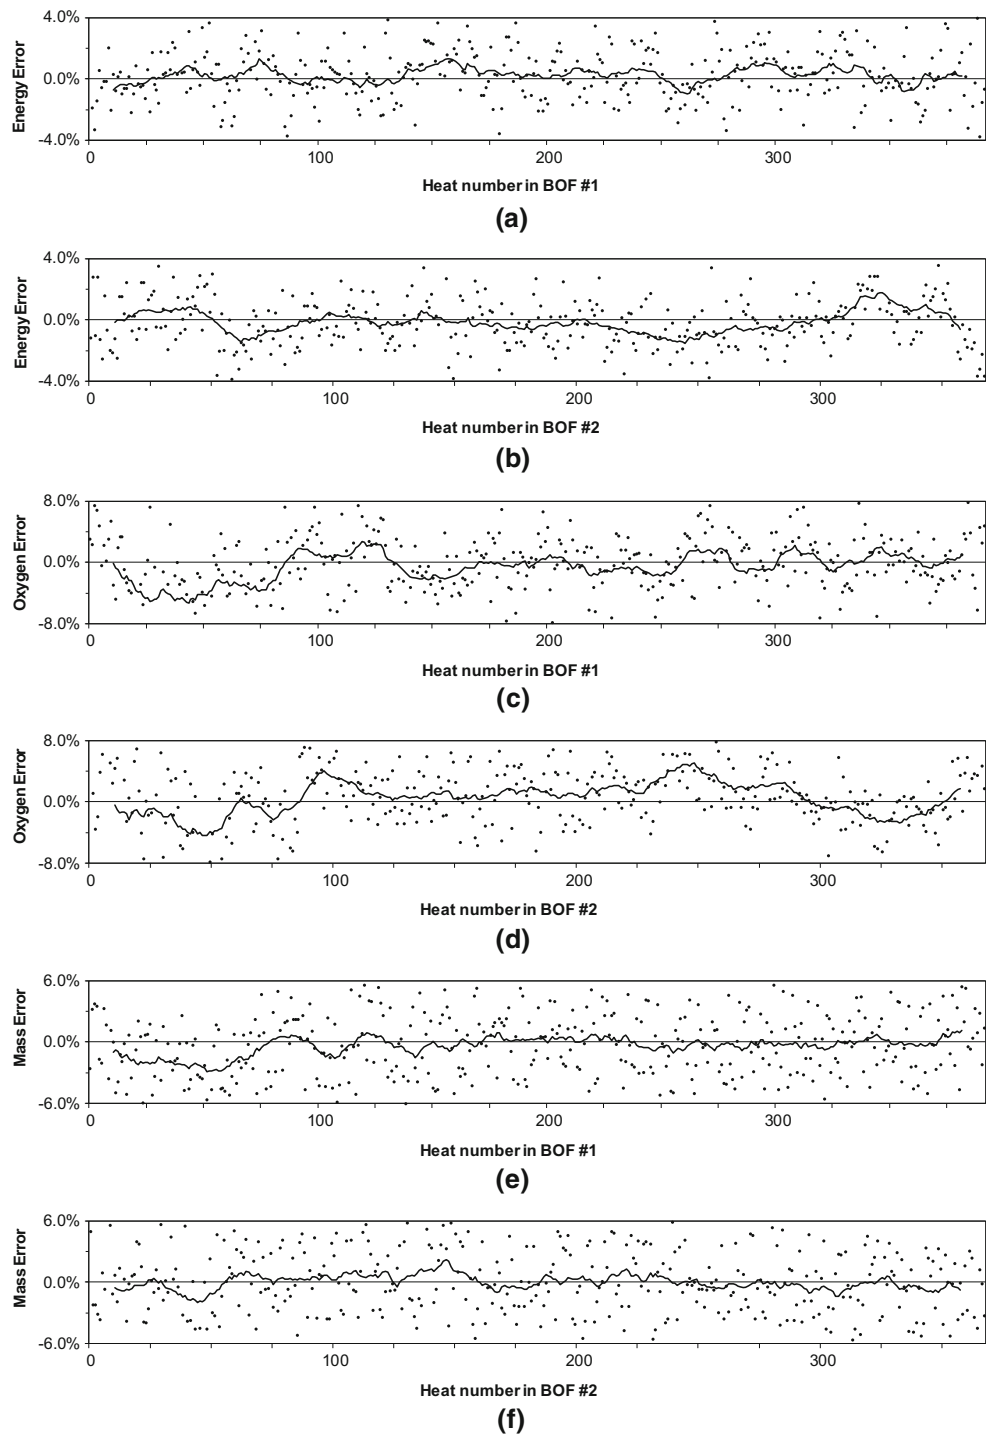 4.0%
0.0%
-4.0%
Energy Error
0 100 200 300
Heat number in BOF #1
(a)
4.0%
0.0%
-4.0%
Energy Error
0 100 200 300
Heat number in BOF #2
(b)
8.0%
0.0%
-8.0%
Oxygen Error
0 100 200 300
Heat number in BOF #1
(c)
8.0%
0.0%
-8.0%
Oxygen Error
0 100 200 300
Heat number in BOF #2
(d)
6.0%
0.0%
-6.0%
Mass Error
0 100 200 300
Heat number in BOF #1
(e)
6.0%
0.0%
-6.0%
Mass Error
0 100 200 300
Heat number in BOF #2
(f)